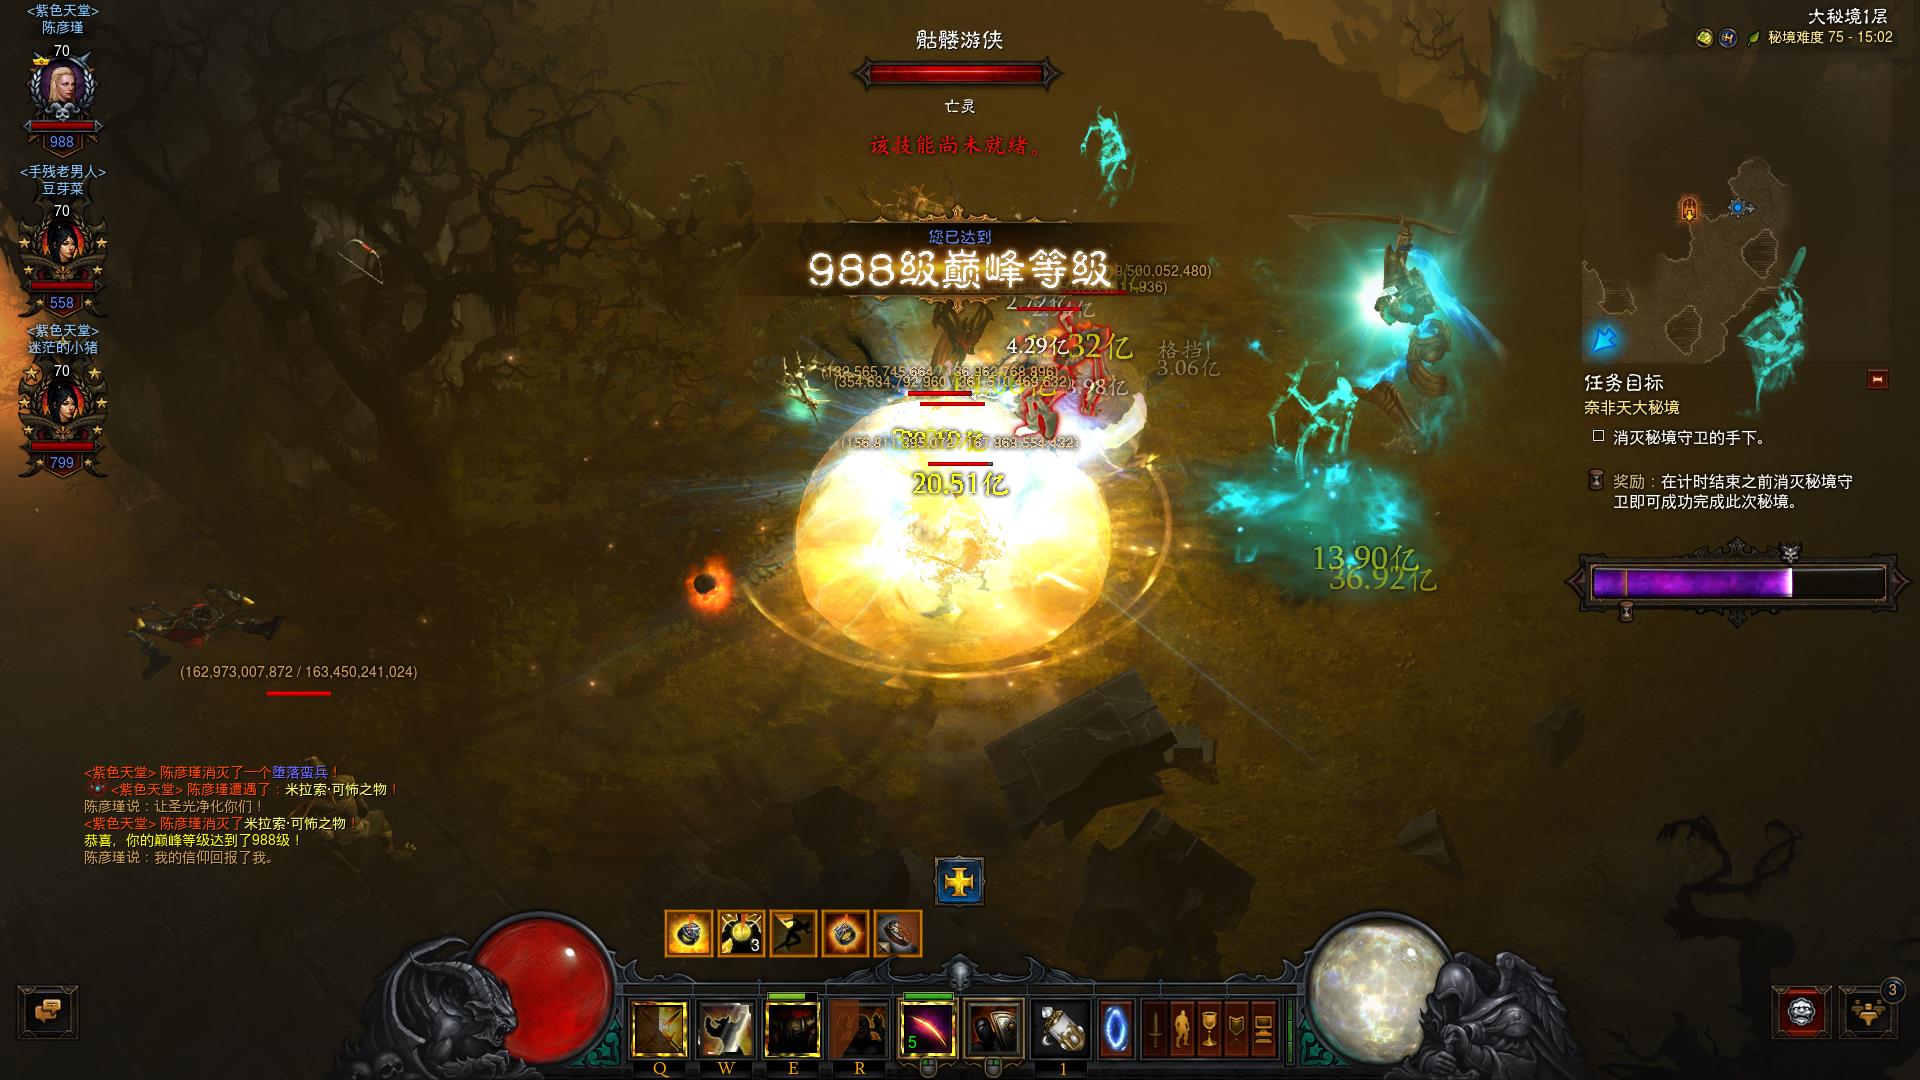 <紫色天堂>
陈彦瑾
70
988
<手残老男人>
豆芽菜
70
558
<紫色天堂>
迷茫的小猪
70
799
骷髅游侠
亡灵
该技能尚未就绪。
您已达到
988级巅峰等级
4.29亿
32亿
格挡！
3.06亿
20.51亿
13.90亿
36.92亿
(162,973,007,872 / 163,450,241,024)
大秘境1层
秘境难度 75 - 15:02
任务目标
奈非天大秘境
消灭秘境守卫的手下。
奖励：在计时结束之前消灭秘境守
卫即可成功完成此次秘境。
<紫色天堂> 陈彦瑾消灭了一个堕落蛮兵！
<紫色天堂> 陈彦瑾遭遇了：米拉索·可怖之物！
陈彦瑾说：让圣光净化你们！
<紫色天堂> 陈彦瑾消灭了米拉索·可怖之物！
恭喜，你的巅峰等级达到了988级！
陈彦瑾说：我的信仰回报了我。
3
5
Q W E R 1
3